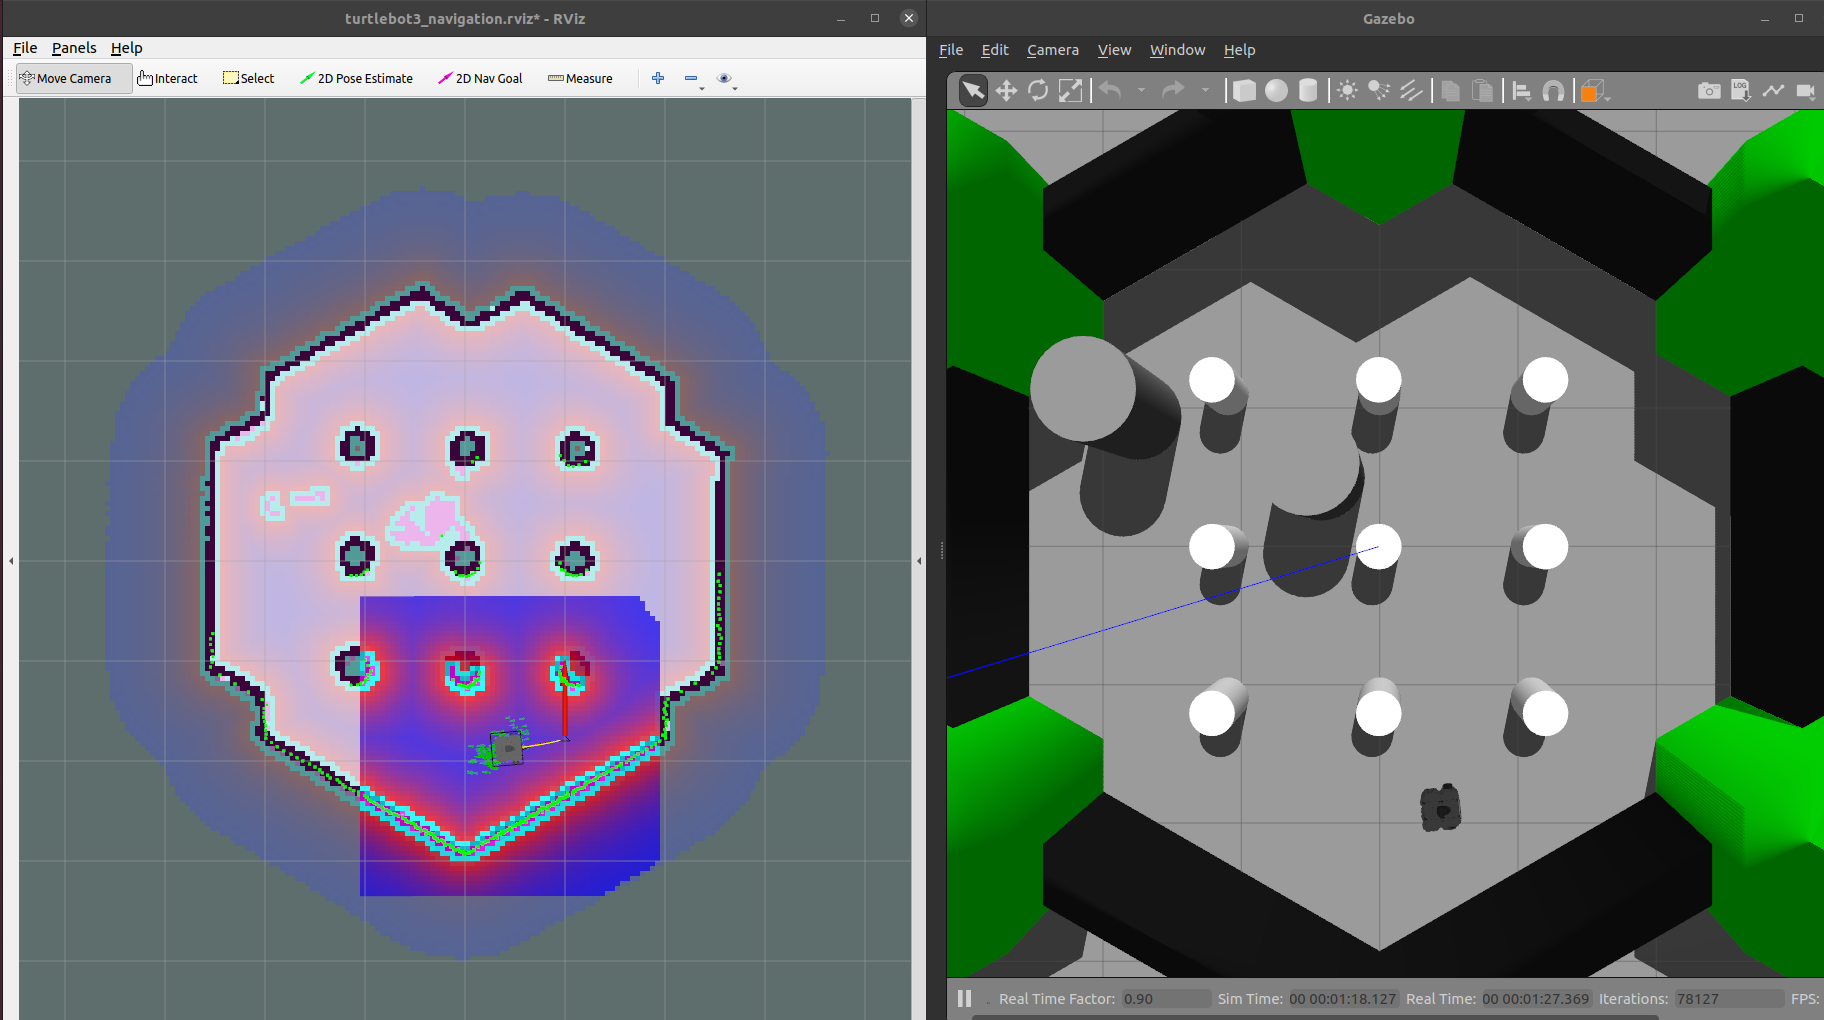 turtlebot3_navigation.rviz* - RViz
File Panels Help
Move Camera Interact Select 2D Pose Estimate 2D Nav Goal Measure
Gazebo
File Edit Camera View Window Help
LOG
Real Time Factor: 0.90 Sim Time: 00 00:01:18.127 Real Time: 00 00:01:27.369 Iterations: 78127 FPS: